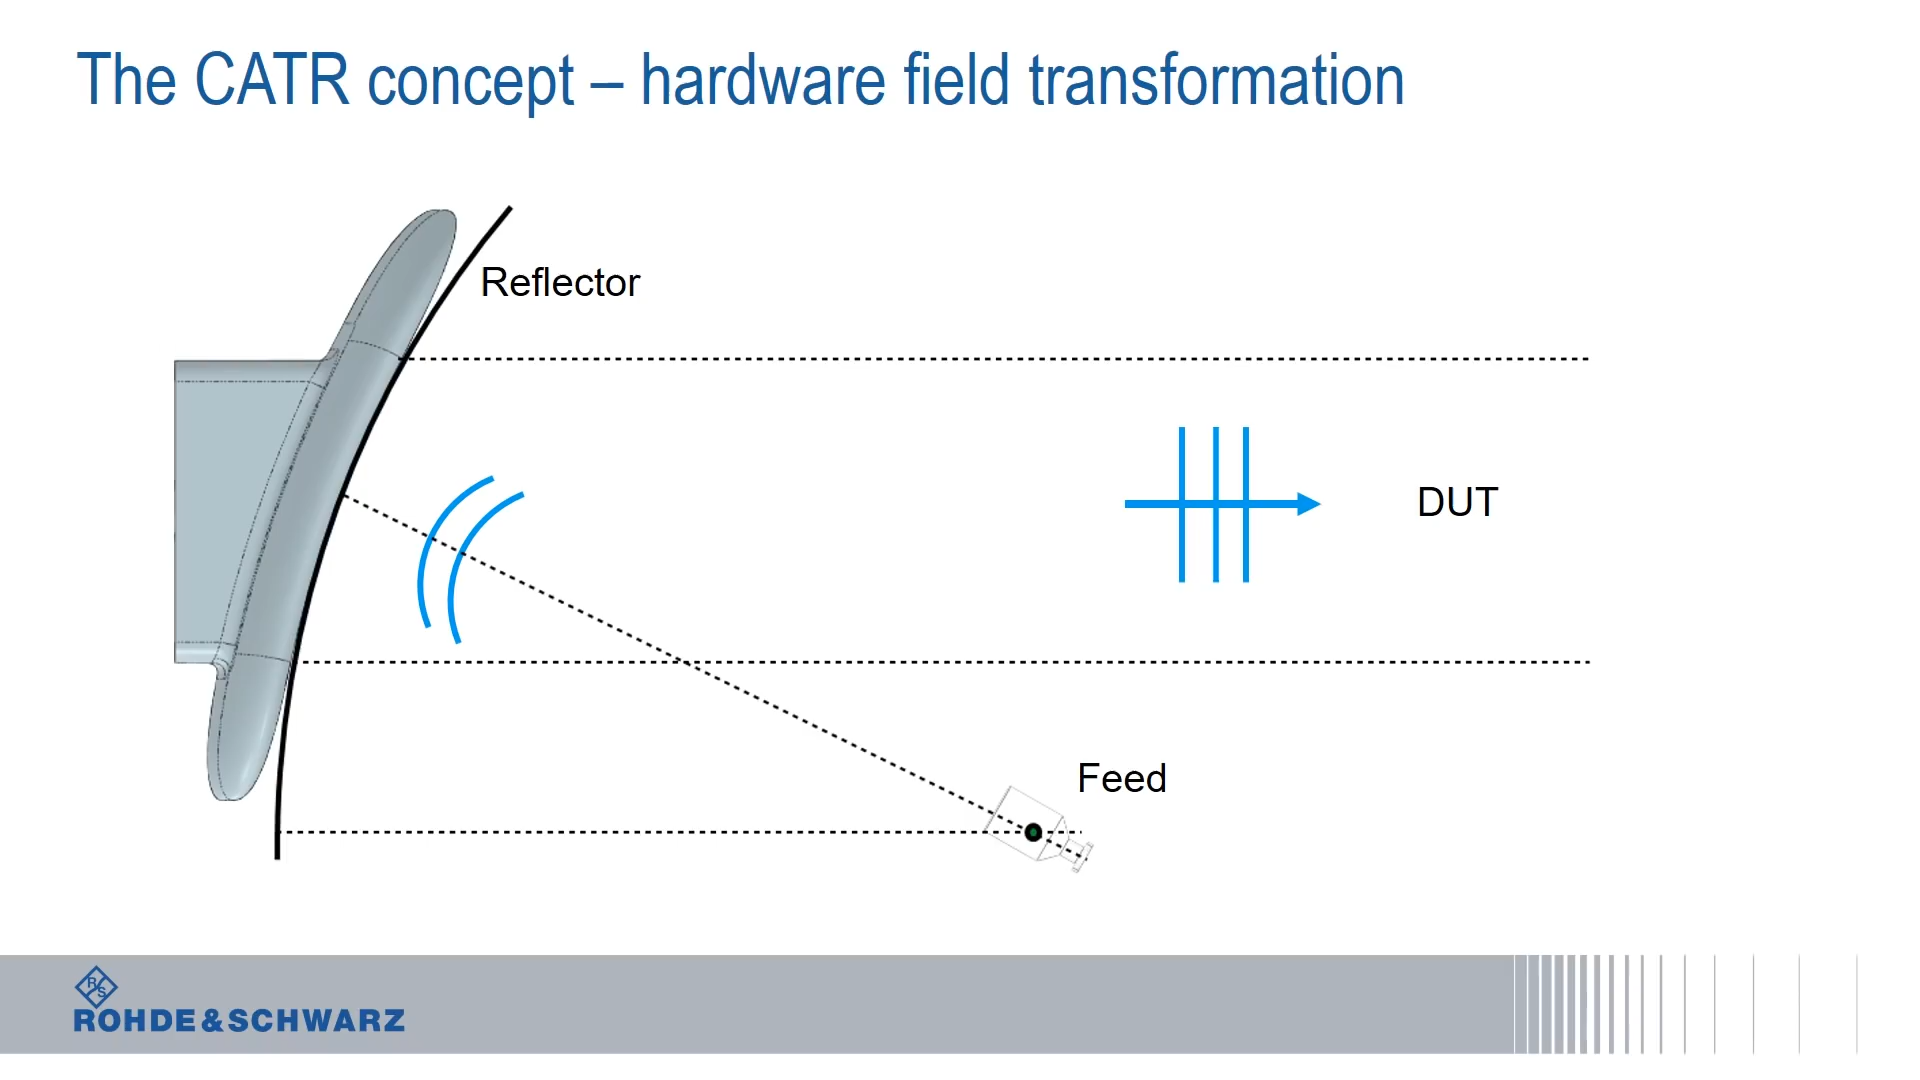 The CATR concept – hardware field transformation
Reflector
DUT
Feed
R S
ROHDE&SCHWARZ